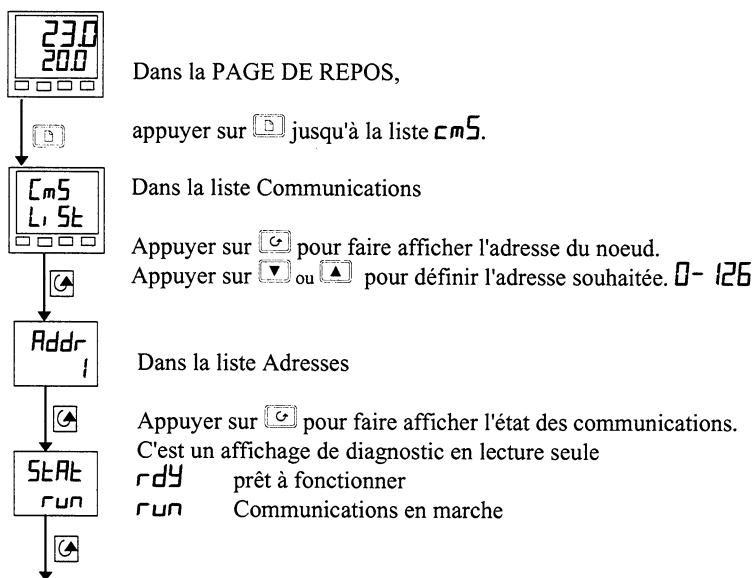 23.0
20.0
Dans la PAGE DE REPOS,
appuyer sur jusqu'à la liste cmS.
CmS
Li St
Dans la liste Communications
Appuyer sur pour faire afficher l'adresse du noeud.
Appuyer sur ou pour définir l'adresse souhaitée. 0- 126
Addr
1
Dans la liste Adresses
Appuyer sur pour faire afficher l'état des communications.
C'est un affichage de diagnostic en lecture seule
StAt
run
rdY prêt à fonctionner
run Communications en marche